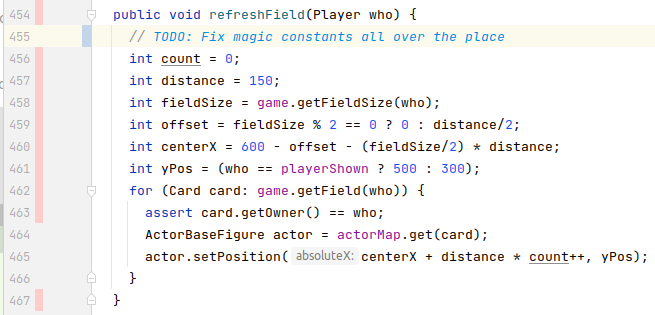 454 public void refreshField(Player who) {
455 // TODO: Fix magic constants all over the place
456 int count = 0;
457 int distance = 150;
458 int fieldSize = game.getFieldSize(who);
459 int offset = fieldSize % 2 == 0 ? 0 : distance/2;
460 int centerX = 600 - offset - (fieldSize/2) * distance;
461 int yPos = (who == playerShown ? 500 : 300);
462 for (Card card: game.getField(who)) {
463 assert card.getOwner() == who;
464 ActorBaseFigure actor = actorMap.get(card);
465 actor.setPosition( absoluteX: centerX + distance * count++, yPos);
466 }
467 }